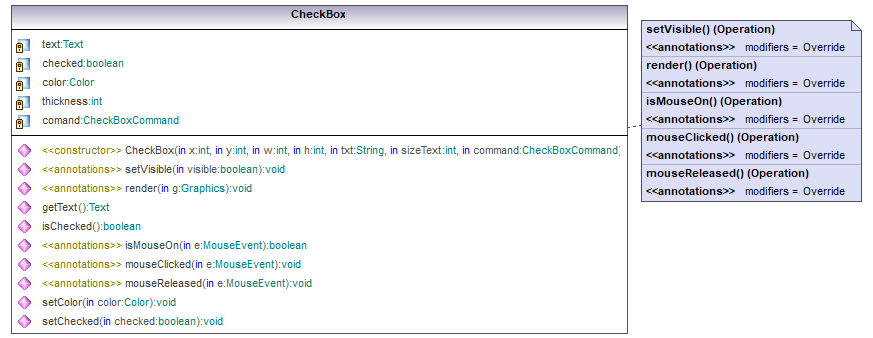 CheckBox
text:Text
checked:boolean
color:Color
thickness:int
comand:CheckBoxCommand
<<constructor>> CheckBox(in x:int, in y:int, in w:int, in h:int, in txt:String, in sizeText:int, in command:CheckBoxCommand)
<<annotations>> setVisible(in visible:boolean):void
<<annotations>> render(in g:Graphics):void
getText():Text
isChecked():boolean
<<annotations>> isMouseOn(in e:MouseEvent):boolean
<<annotations>> mouseClicked(in e:MouseEvent):void
<<annotations>> mouseReleased(in e:MouseEvent):void
setColor(in color:Color):void
setChecked(in checked:boolean):void
setVisible() (Operation)
<<annotations>> modifiers = Override
render() (Operation)
<<annotations>> modifiers = Override
isMouseOn() (Operation)
<<annotations>> modifiers = Override
mouseClicked() (Operation)
<<annotations>> modifiers = Override
mouseReleased() (Operation)
<<annotations>> modifiers = Override